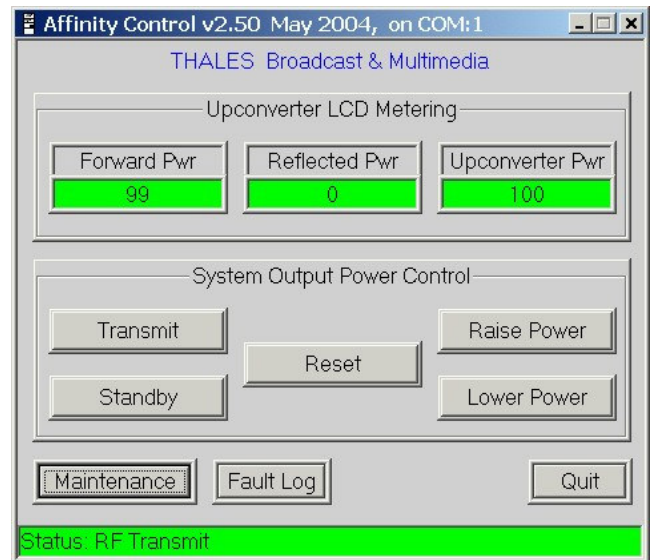 Affinity Control v2.50 May 2004, on COM:1
THALES Broadcast & Multimedia
Upconverter LCD Metering
Forward Pwr Reflected Pwr Upconverter Pwr
99 0 100
System Output Power Control
Transmit Raise Power
Reset
Standby Lower Power
Maintenance Fault Log Quit
Status: RF Transmit